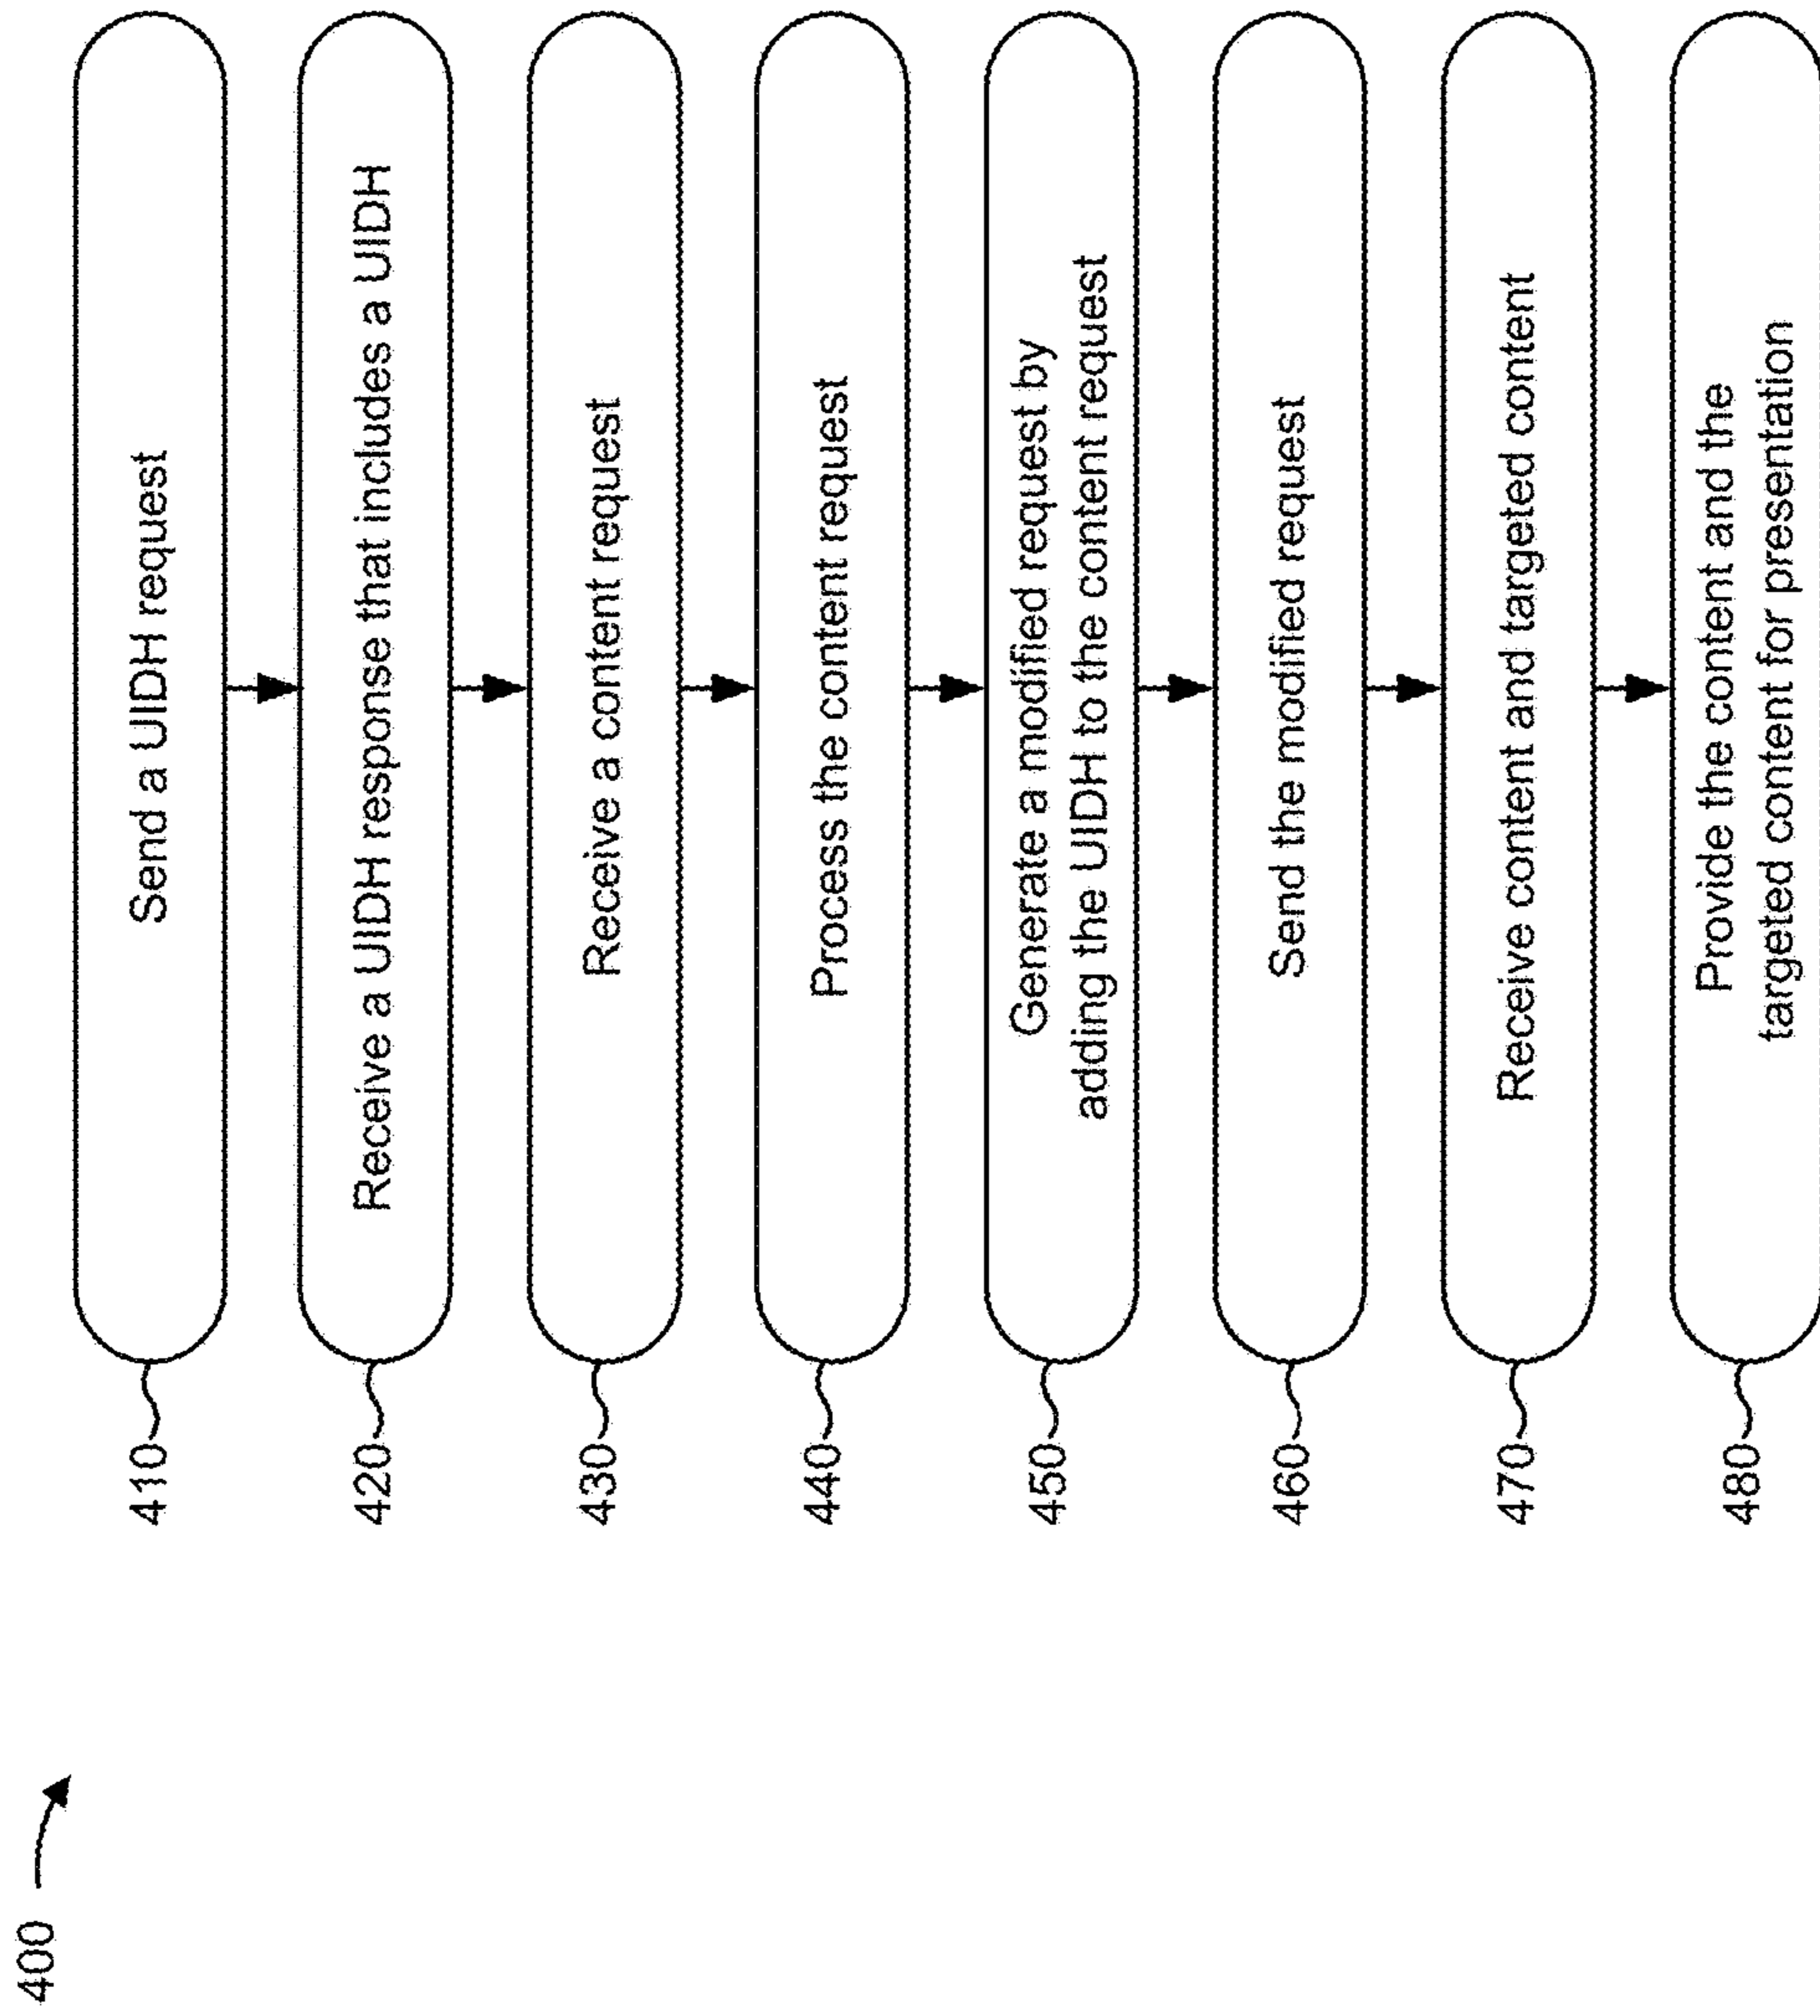 400
410
Send a UIDH request
420
Receive a UIDH response that includes a UIDH
430
Receive a content request
440
Process the content request
450
Generate a modified request by
adding the UIDH to the content request
460
Send the modified request
470
Receive content and targeted content
480
Provide the content and the
targeted content for presentation